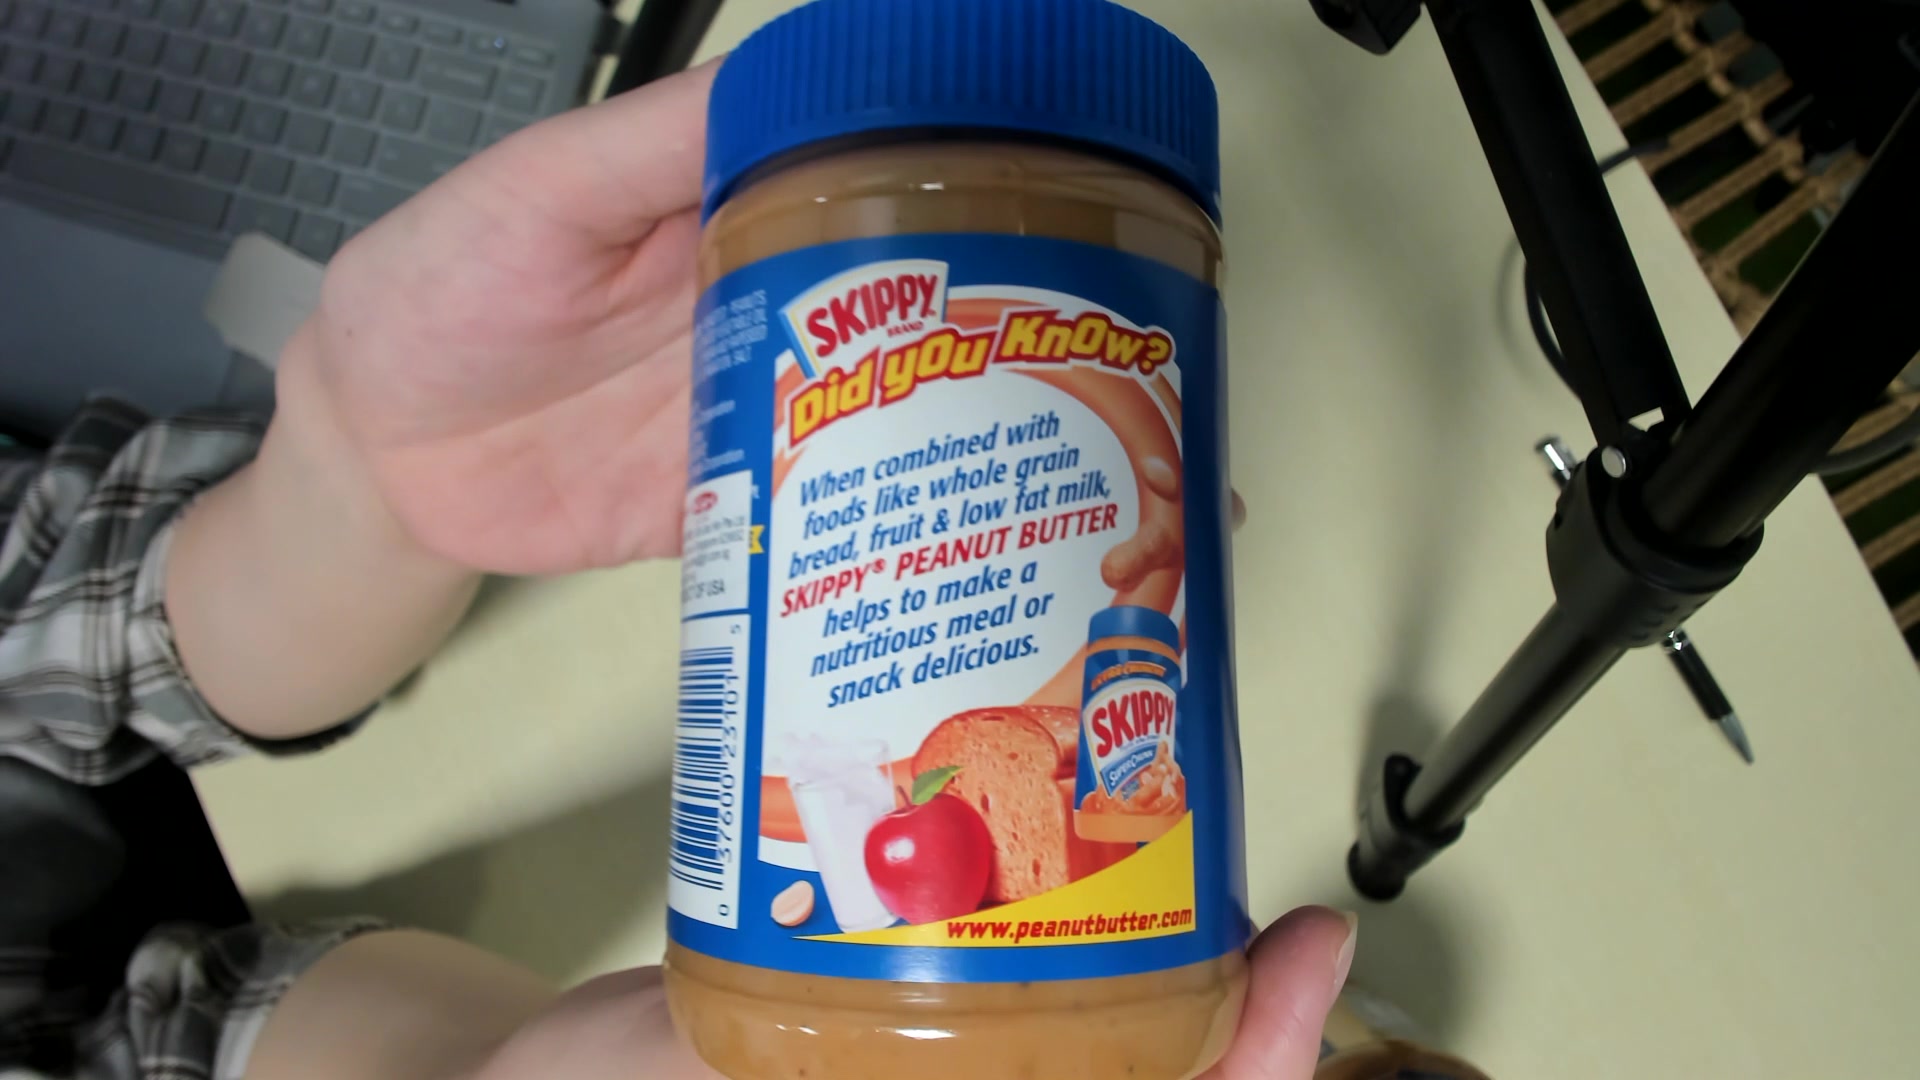 SKIPPY
BRAND
Did you Know?
When combined with
foods like whole grain
bread, fruit & low fat milk,
SKIPPY® PEANUT BUTTER
helps to make a
nutritious meal or
snack delicious.
SKIPPY
SUPER CHUNK
www.peanutbutter.com
OF USA
0 37600 23101 5